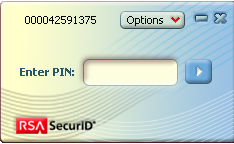 000042591375 Options
Enter PIN:
RSA SecurID®